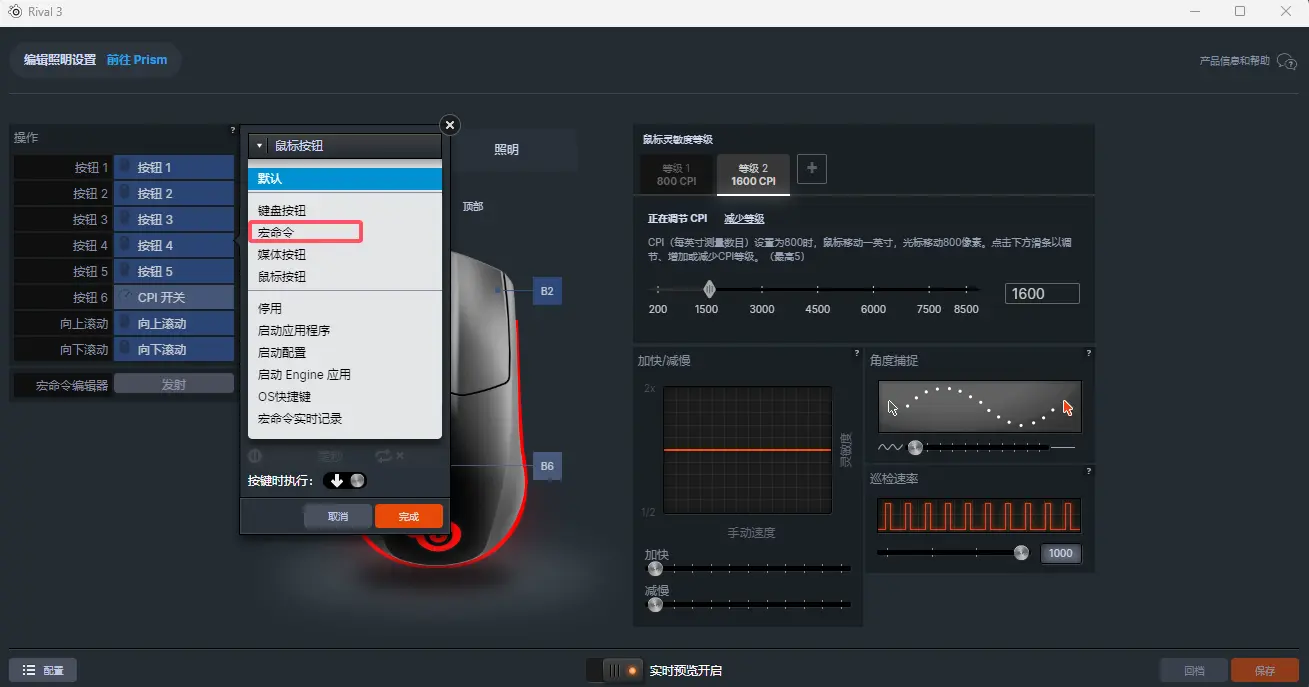 Rival 3
编辑照明设置 前往 Prism
产品信息和帮助
操作
?
按钮 1 按钮 1
按钮 2 按钮 2
按钮 3 按钮 3
按钮 4 按钮 4
按钮 5 按钮 5
按钮 6 CPI 开关
向上滚动 向上滚动
向下滚动 向下滚动
宏命令编辑器 发射
鼠标按钮
默认
键盘按钮
宏命令
媒体按钮
鼠标按钮
停用
启动应用程序
启动配置
启动 Engine 应用
OS快捷键
宏命令实时记录
按键时执行:
取消 完成
照明
顶部
B2
B6
鼠标灵敏度等级
等级 1
800 CPI
等级 2
1600 CPI
+
正在调节 CPI 减少等级
CPI（每英寸测量数目）设置为800时，鼠标移动一英寸，光标移动800像素。点击下方滑条以调
节、增加或减少CPI等级。（最高5）
1600
200 1500 3000 4500 6000 7500 8500
加快/减慢 ?
2x
1/2
灵敏度
手动速度
加快
减慢
角度捕捉 ?
巡检速率 ?
1000
配置
实时预览开启
回档 保存